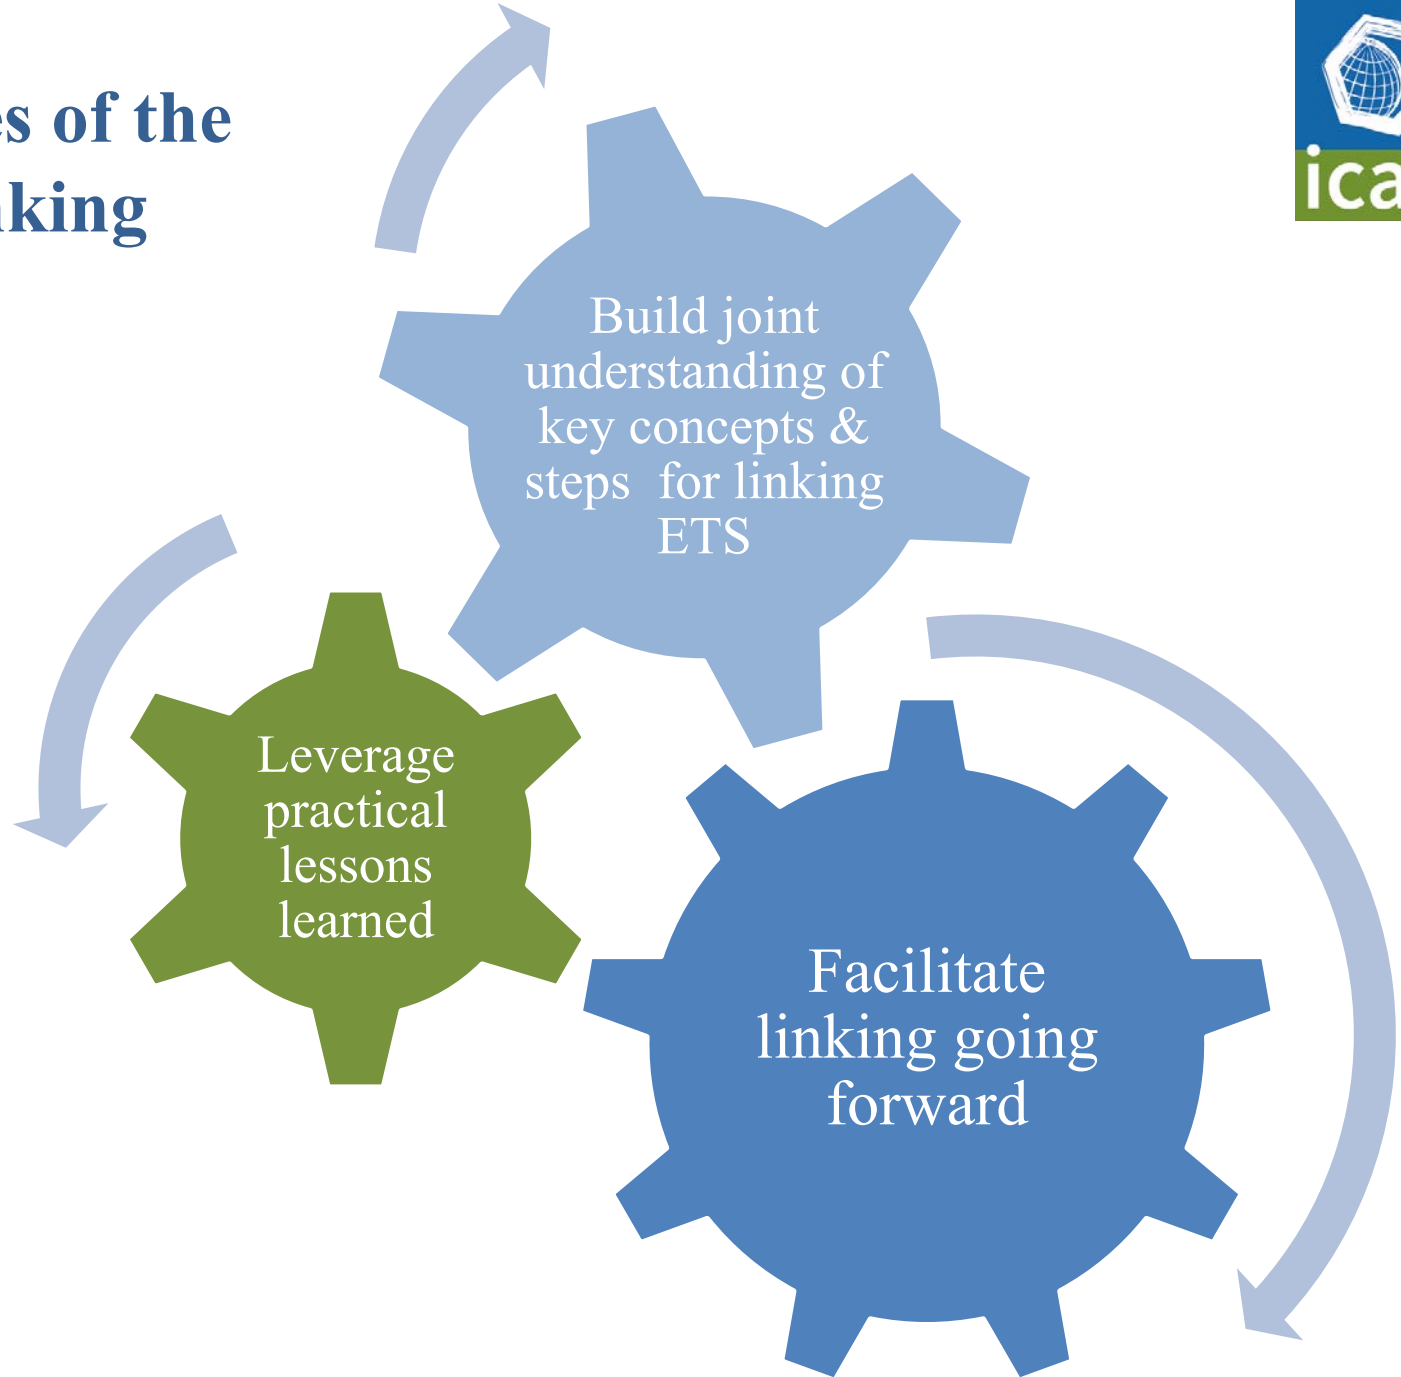 es of the
nking
ica
Build joint
understanding of
key concepts &
steps  for linking
ETS
Leverage
practical
lessons
learned
Facilitate
linking going
forward